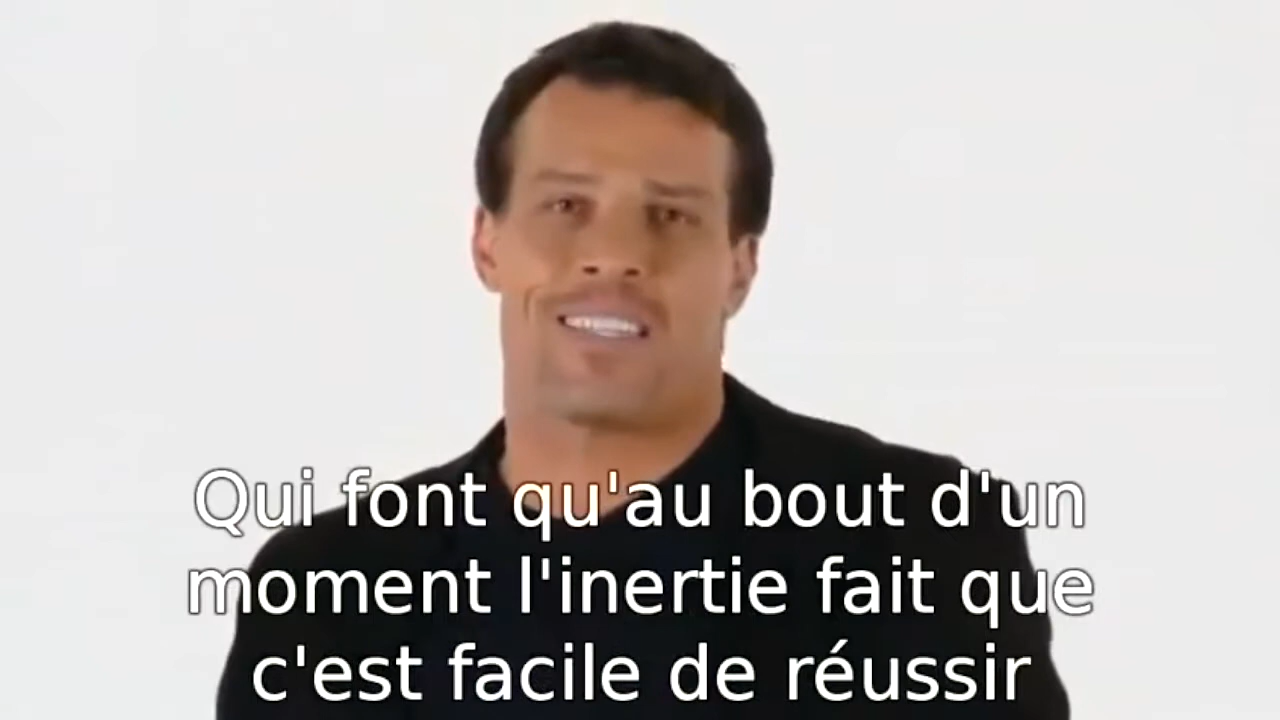 Qui font qu'au bout d'un
moment l'inertie fait que
c'est facile de réussir